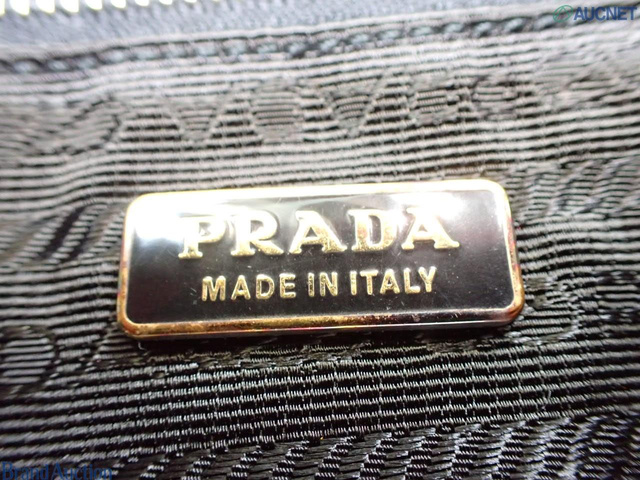 AUCNET
PRADA
MADE IN ITALY
Brand Auction